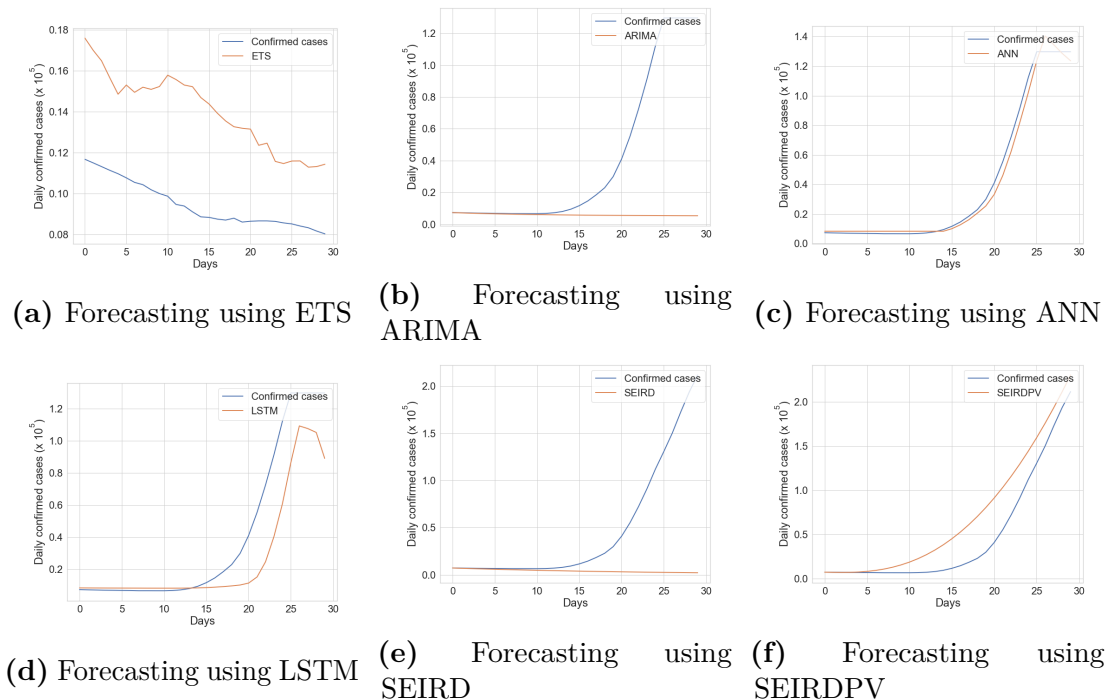 Confirmed cases
ETS
Daily confirmed cases (x 10^5)
0.18
0.16
0.14
0.12
0.10
0.08
0 5 10 15 20 25 30
Days
(a) Forecasting using ETS
Confirmed cases
ARIMA
Daily confirmed cases (x 10^5)
1.2
1.0
0.8
0.6
0.4
0.2
0.0
0 5 10 15 20 25 30
Days
(b) Forecasting using
ARIMA
Confirmed cases
ANN
Daily confirmed cases (x 10^5)
1.4
1.2
1.0
0.8
0.6
0.4
0.2
0.0
0 5 10 15 20 25 30
Days
(c) Forecasting using ANN
Confirmed cases
LSTM
Daily confirmed cases (x 10^5)
1.2
1.0
0.8
0.6
0.4
0.2
0 5 10 15 20 25 30
Days
(d) Forecasting using LSTM
Confirmed cases
SEIRD
Daily confirmed cases (x 10^5)
2.0
1.5
1.0
0.5
0.0
0 5 10 15 20 25 30
Days
(e) Forecasting using
SEIRD
Confirmed cases
SEIRDPV
Daily confirmed cases (x 10^5)
2.0
1.5
1.0
0.5
0.0
0 5 10 15 20 25 30
Days
(f) Forecasting using
SEIRDPV